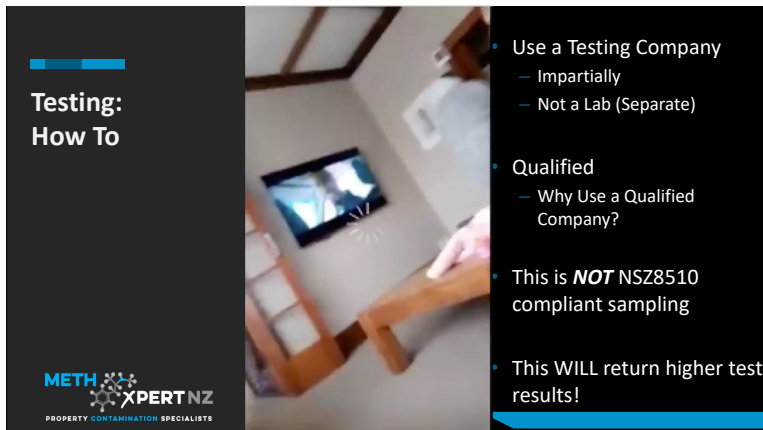 Testing:
How To
METH
XPERT NZ
PROPERTY CONTAMINATION SPECIALISTS
• Use a Testing Company
– Impartially
– Not a Lab (Separate)
• Qualified
– Why Use a Qualified
Company?
• This is NOT NSZ8510
compliant sampling
• This WILL return higher test
results!